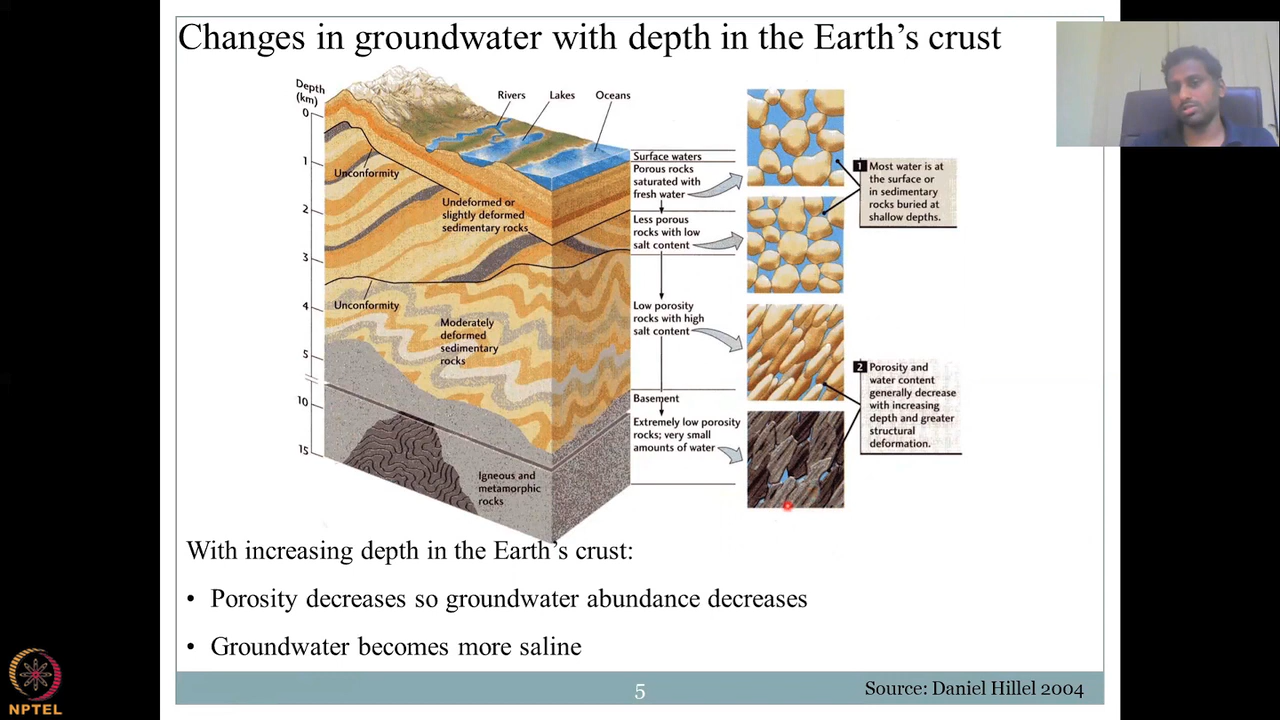 Changes in groundwater with depth in the Earth's crust
Depth
(km)
0
1
2
3
4
5
10
15
Rivers
Lakes
Oceans
Unconformity
Undeformed or
slightly deformed
sedimentary rocks
Unconformity
Moderately
deformed
sedimentary
rocks
Igneous and
metamorphic
rocks
Surface waters
Porous rocks
saturated with
fresh water
Less porous
rocks with low
salt content
Low porosity
rocks with high
salt content
Basement
Extremely low porosity
rocks; very small
amounts of water
1 Most water is at
the surface or
in sedimentary
rocks buried at
shallow depths.
2 Porosity and
water content
generally decrease
with increasing
depth and greater
structural
deformation.
With increasing depth in the Earth's crust:
• Porosity decreases so groundwater abundance decreases
• Groundwater becomes more saline
5
Source: Daniel Hillel 2004
NPTEL